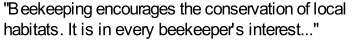 "Beekeeping encourages the conservation of local
habitats. It is in every beekeeper's interest..."